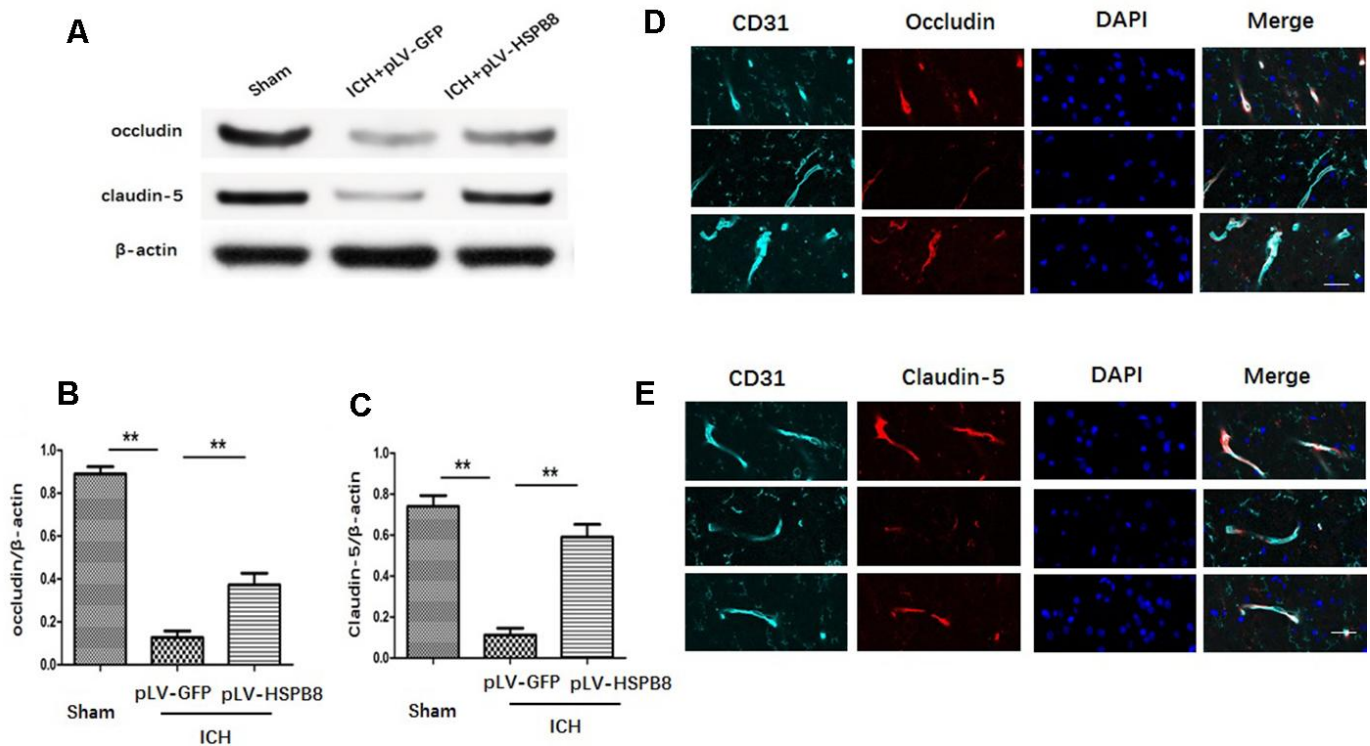 A
Sham
ICH+pLV-GFP
ICH+pLV-HSPB8
occludin
claudin-5
β-actin
B
occludin/β-actin
1.0
0.8
0.6
0.4
0.2
0.0
**
**
Sham
pLV-GFP
pLV-HSPB8
ICH
C
Claudin-5/β-actin
1.0
0.8
0.6
0.4
0.2
0.0
**
**
Sham
pLV-GFP
pLV-HSPB8
ICH
D
CD31
Occludin
DAPI
Merge
E
CD31
Claudin-5
DAPI
Merge